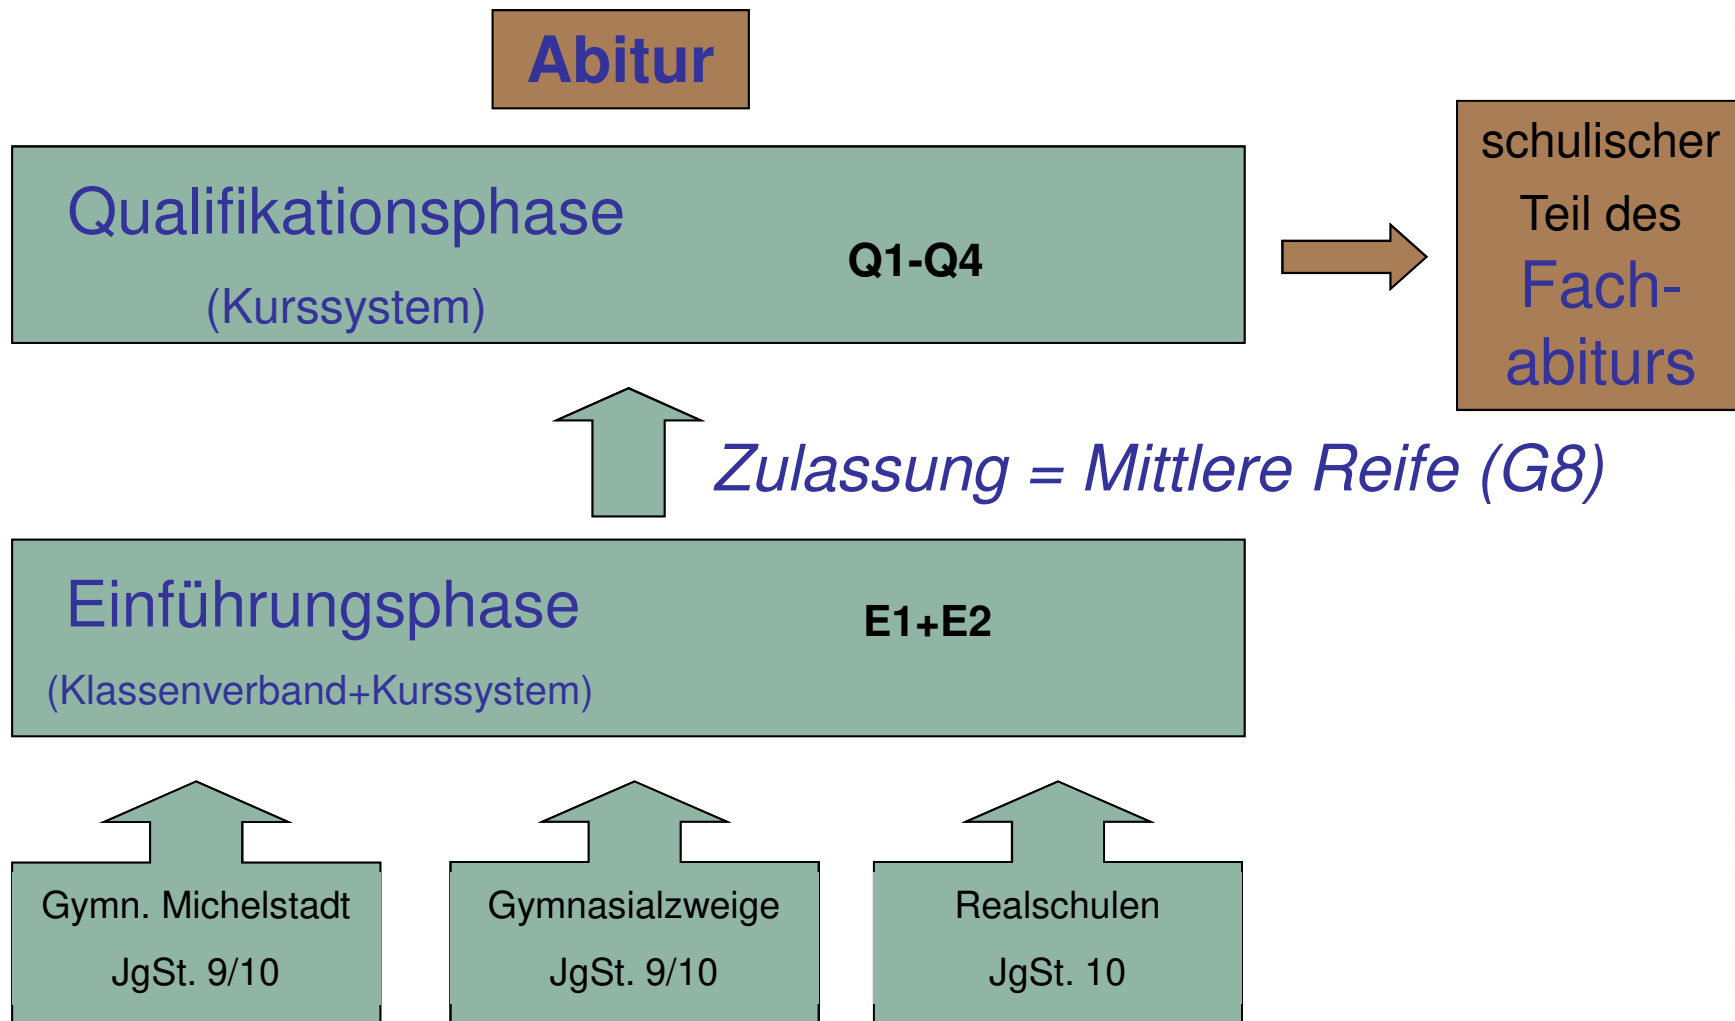 Abitur
Qualifikationsphase
(Kurssystem)
Q1-Q4
schulischer
Teil des
Fach-
abiturs
Zulassung = Mittlere Reife (G8)
Einführungsphase
(Klassenverband+Kurssystem)
E1+E2
Gymn. Michelstadt
JgSt. 9/10
Gymnasialzweige
JgSt. 9/10
Realschulen
JgSt. 10